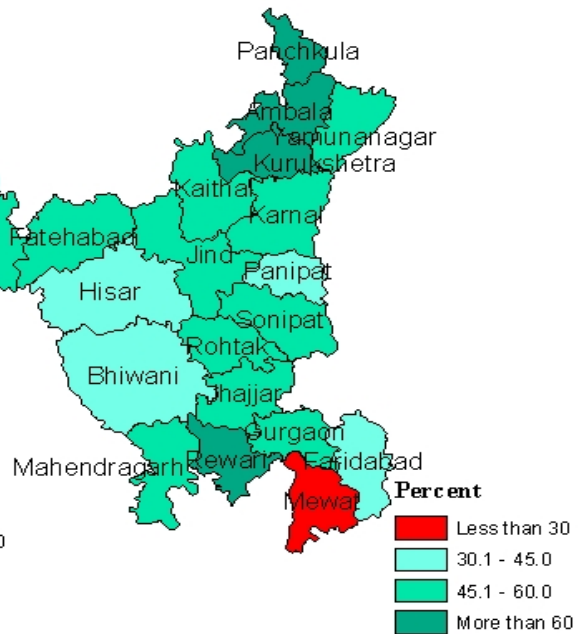 Panchkula
Ambala
Yamunanagar
Kurukshetra
Kaithal
Karnal
Fatehabad
Jind
Panipat
Hisar
Sonipat
Rohtak
Bhiwani
Jhajjar
Gurgaon
Mahendragarh
Rewari
Faridabad
Mewat
Percent
Less than 30
30.1 - 45.0
45.1 - 60.0
More than 60
0